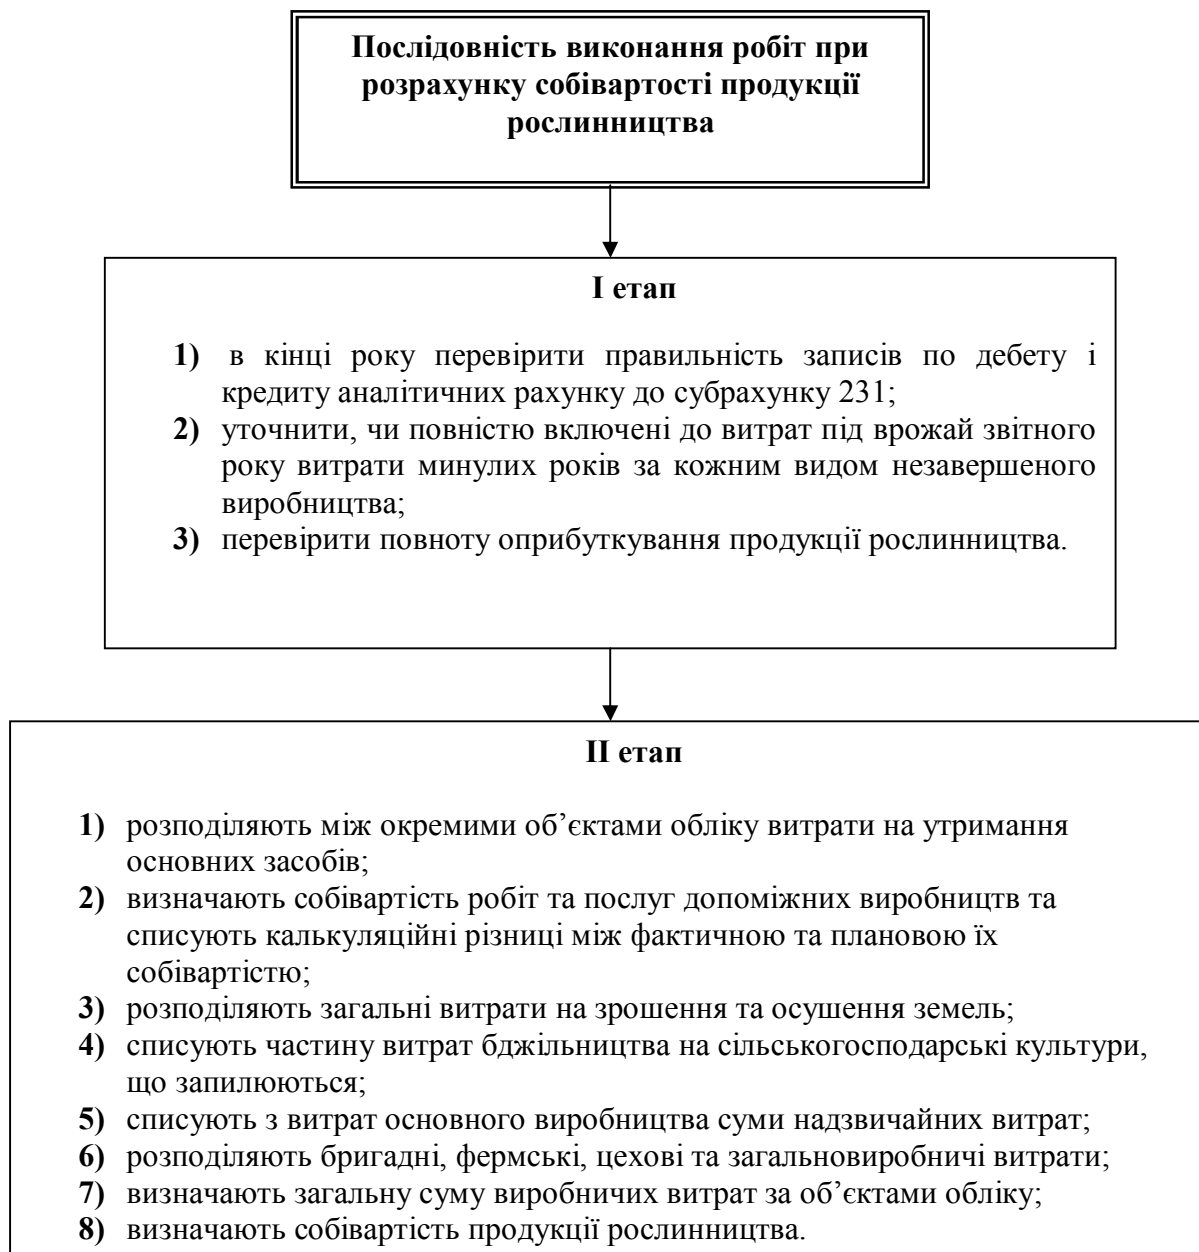 Послідовність виконання робіт при
розрахунку собівартості продукції
рослинництва
І етап
1) в кінці року перевірити правильність записів по дебету і
кредиту аналітичних рахунку до субрахунку 231;
2) уточнити, чи повністю включені до витрат під врожай звітного
року витрати минулих років за кожним видом незавершеного
виробництва;
3) перевірити повноту оприбуткування продукції рослинництва.
ІІ етап
1) розподіляють між окремими об’єктами обліку витрати на утримання
основних засобів;
2) визначають собівартість робіт та послуг допоміжних виробництв та
списують калькуляційні різниці між фактичною та плановою їх
собівартістю;
3) розподіляють загальні витрати на зрошення та осушення земель;
4) списують частину витрат бджільництва на сільськогосподарські культури,
що запилюються;
5) списують з витрат основного виробництва суми надзвичайних витрат;
6) розподіляють бригадні, фермські, цехові та загальновиробничі витрати;
7) визначають загальну суму виробничих витрат за об’єктами обліку;
8) визначають собівартість продукції рослинництва.